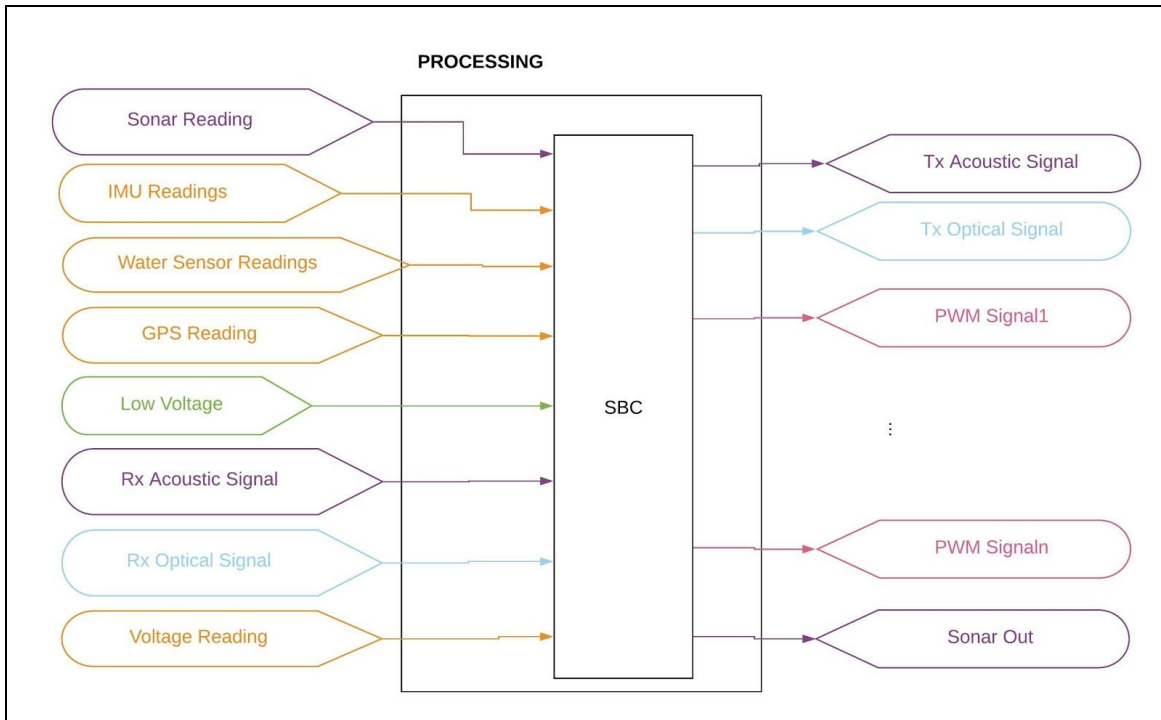 PROCESSING
Sonar Reading
IMU Readings
Water Sensor Readings
GPS Reading
Low Voltage
Rx Acoustic Signal
Rx Optical Signal
Voltage Reading
SBC
Tx Acoustic Signal
Tx Optical Signal
PWM Signal1
...
PWM Signaln
Sonar Out